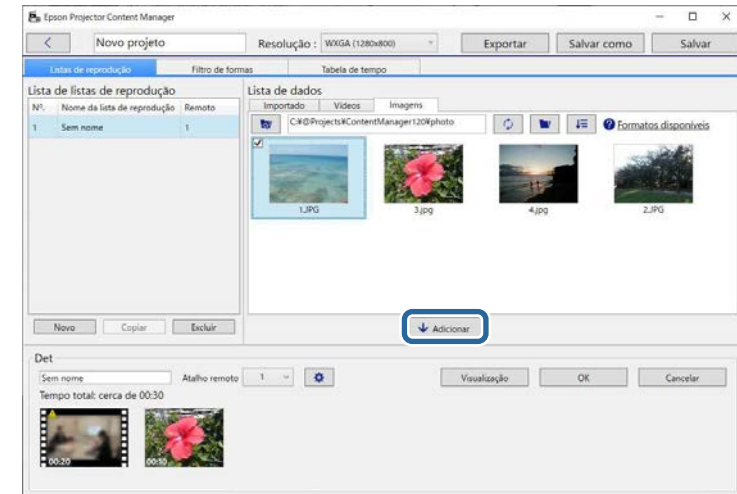 Epson Projector Content Manager
Novo projeto
Resolução : WXGA (1280x800)
Exportar
Salvar como
Salvar
Listas de reprodução
Filtro de formas
Tabela de tempo
Lista de listas de reprodução
Nº. Nome da lista de reprodução Remoto
1 Sem nome 1
Lista de dados
Importado Vídeos Imagens
C:¥@Projects¥ContentManager120¥photo
Formatos disponíveis
1.JPG
3.jpg
4.jpg
2.JPG
Novo
Copiar
Excluir
Adicionar
Det
Sem nome
Atalho remoto 1
Visualização
OK
Cancelar
Tempo total: cerca de 00:30
00:20
00:10